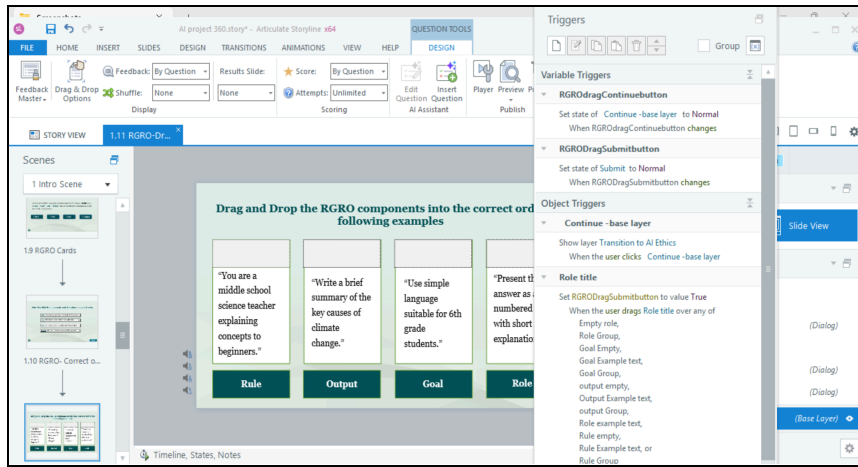 Screenshots
AI project 360.story* - Articulate Storyline x64
QUESTION TOOLS
FILE
HOME
INSERT
SLIDES
DESIGN
TRANSITIONS
ANIMATIONS
VIEW
HELP
DESIGN
Feedback Master
Drag & Drop Options
Feedback: By Question
Shuffle: None
Results Slide:
None
Display
Score: By Question
Attempts: Unlimited
Scoring
Edit Question
Insert Question
AI Assistant
Player
Preview
Publish
STORY VIEW
1.11 RGRO-Dr...
Scenes
1 Intro Scene
1.9 RGRO Cards
1.10 RGRO- Correct o...
Drag and Drop the RGRO components into the correct ord
following examples
“You are a
middle school
science teacher
explaining
concepts to
beginners.”
“Write a brief
summary of the
key causes of
climate
change.”
“Use simple
language
suitable for 6th
grade
students.”
“Present th
answer as
numbered
with short
explanatio
Rule
Output
Goal
Role
Timeline, States, Notes
Triggers
Group
Variable Triggers
RGROdragContinuebutton
Set state of Continue -base layer to Normal
When RGROdragContinuebutton changes
RGRODragSubmitbutton
Set state of Submit to Normal
When RGRODragSubmitbutton changes
Object Triggers
Continue -base layer
Show layer Transition to AI Ethics
When the user clicks Continue -base layer
Role title
Set RGRODragSubmitbutton to value True
When the user drags Role title over any of
Empty role,
Role Group,
Goal Empty,
Goal Example text,
Goal Group,
output empty,
Output Example text,
output Group,
Role example text,
Rule empty,
Rule Example text, or
Rule Group
Slide View
(Dialog)
(Dialog)
(Dialog)
(Base Layer)